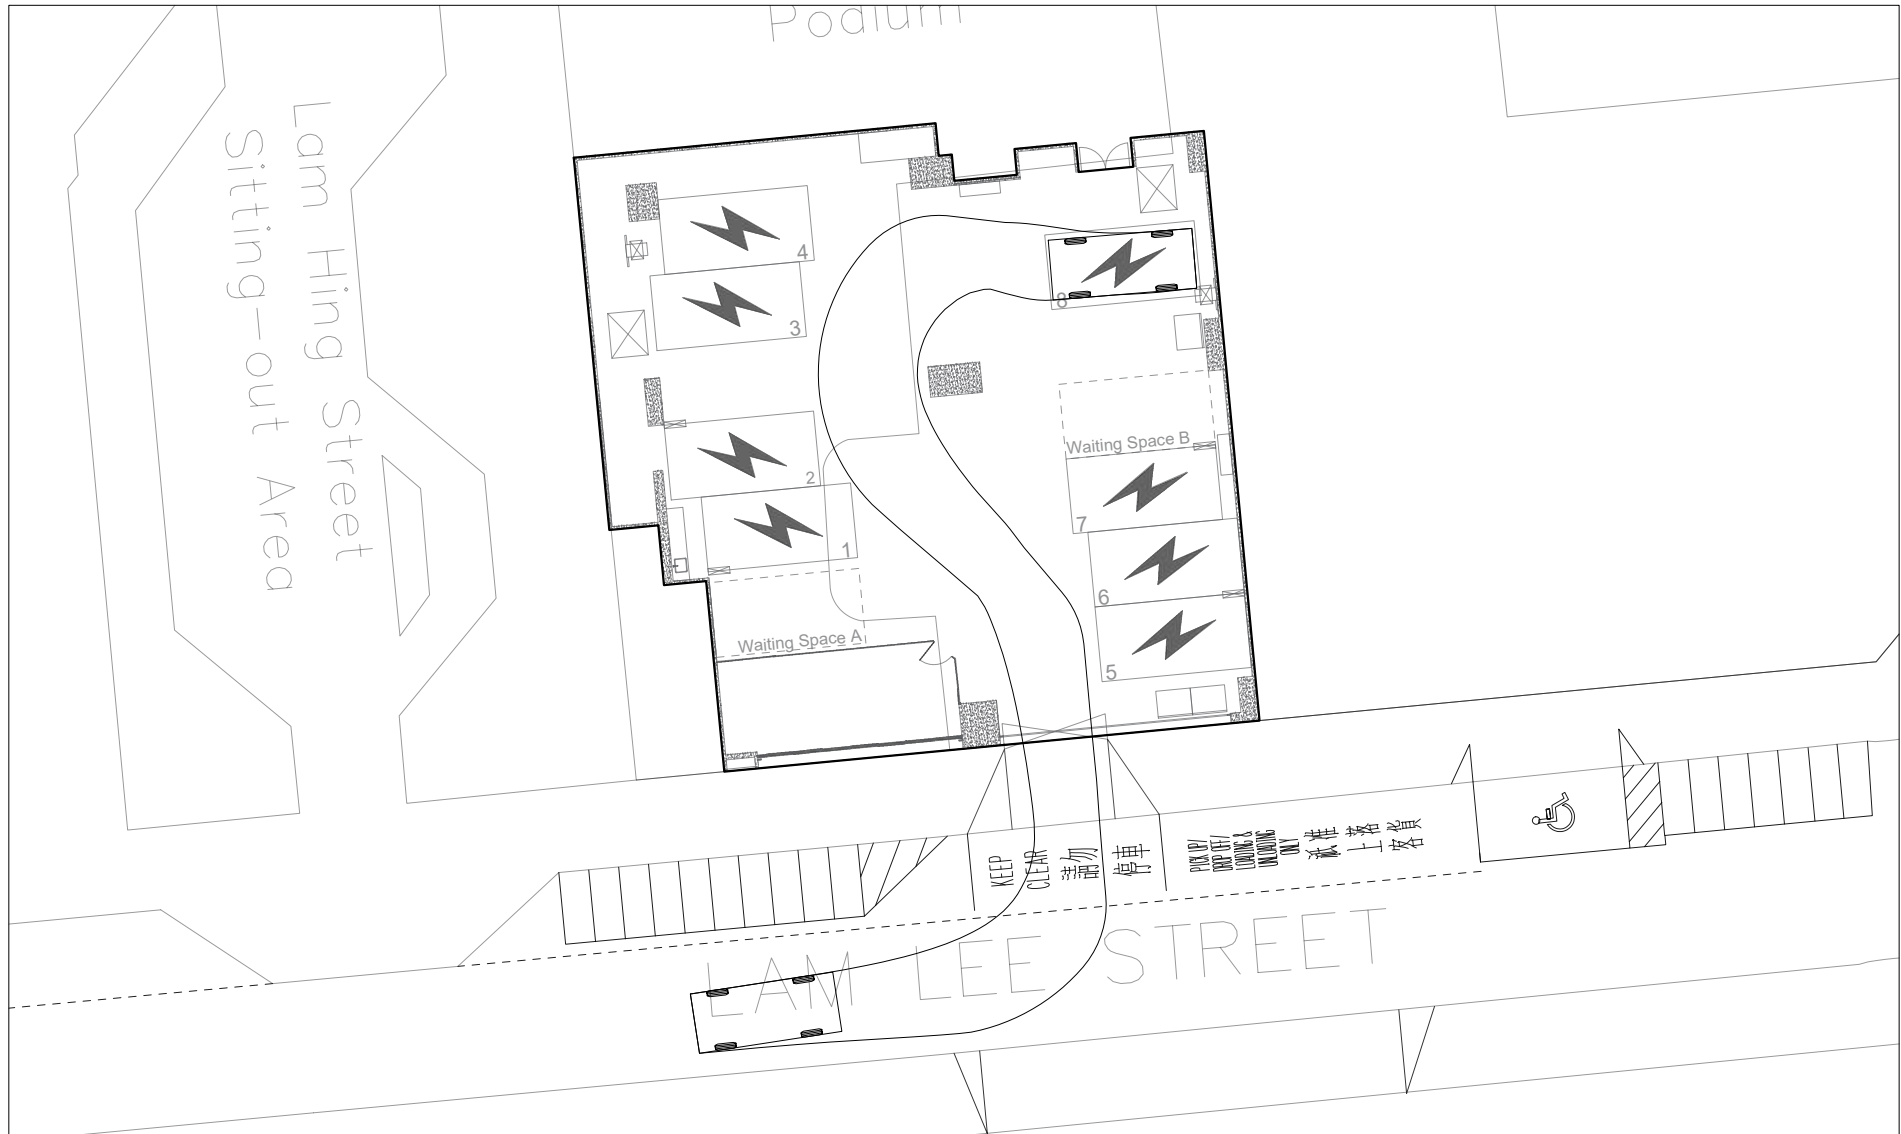 Podium
Lam Hing Street
Sitting-out Area
4
3
8
2
1
Waiting Space B
7
6
5
Waiting Space A
KEEP
CLEAR
請勿
停車
PICK UP/
DROP OFF/
LOADING &
UNLOADING
ONLY
祇准
上落
客貨
LAM LEE STREET